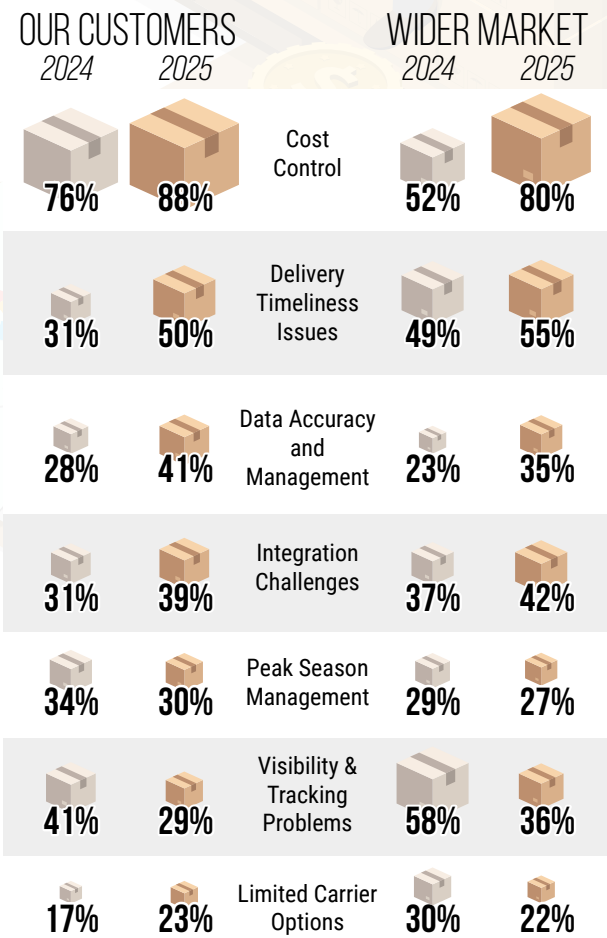 OUR CUSTOMERS WIDER MARKET
2024 2025 2024 2025
Cost
Control
76% 88% 52% 80%
Delivery
Timeliness
Issues
31% 50% 49% 55%
Data Accuracy
and
Management
28% 41% 23% 35%
Integration
Challenges
31% 39% 37% 42%
Peak Season
Management
34% 30% 29% 27%
Visibility &
Tracking
Problems
41% 29% 58% 36%
Limited Carrier
Options
17% 23% 30% 22%